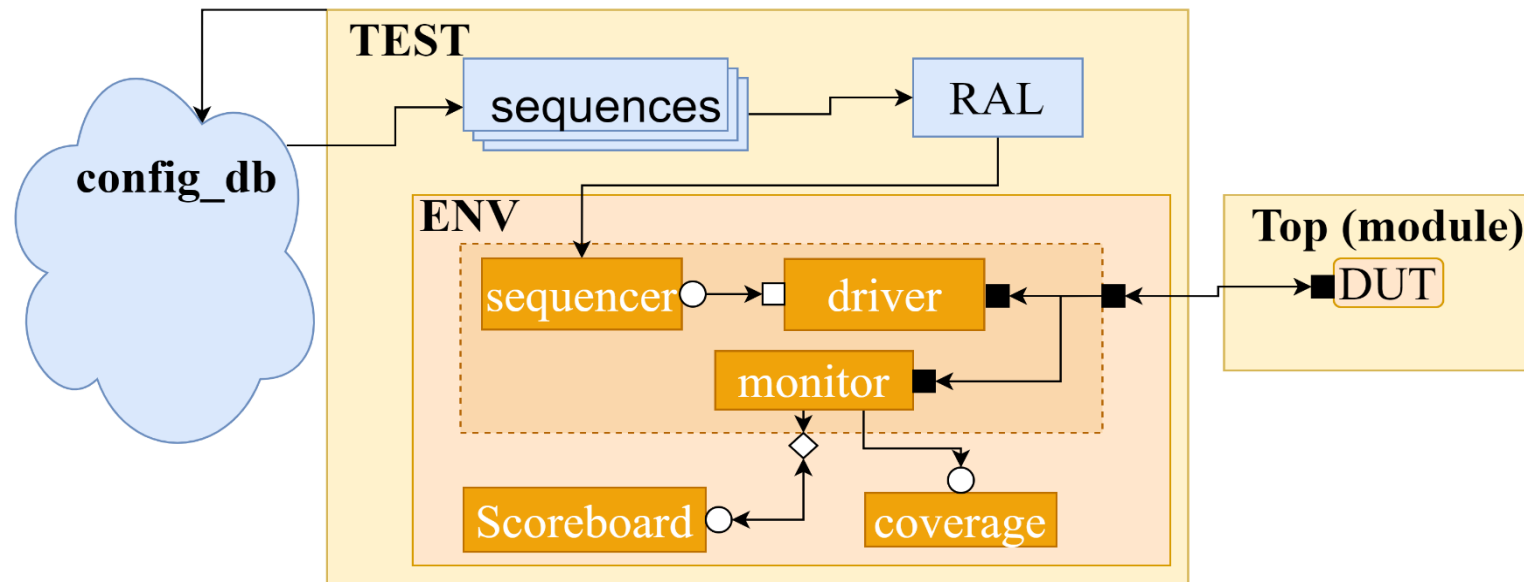 TEST
sequences
RAL
config_db
ENV
Top (module)
sequencer
driver
DUT
monitor
Scoreboard
coverage